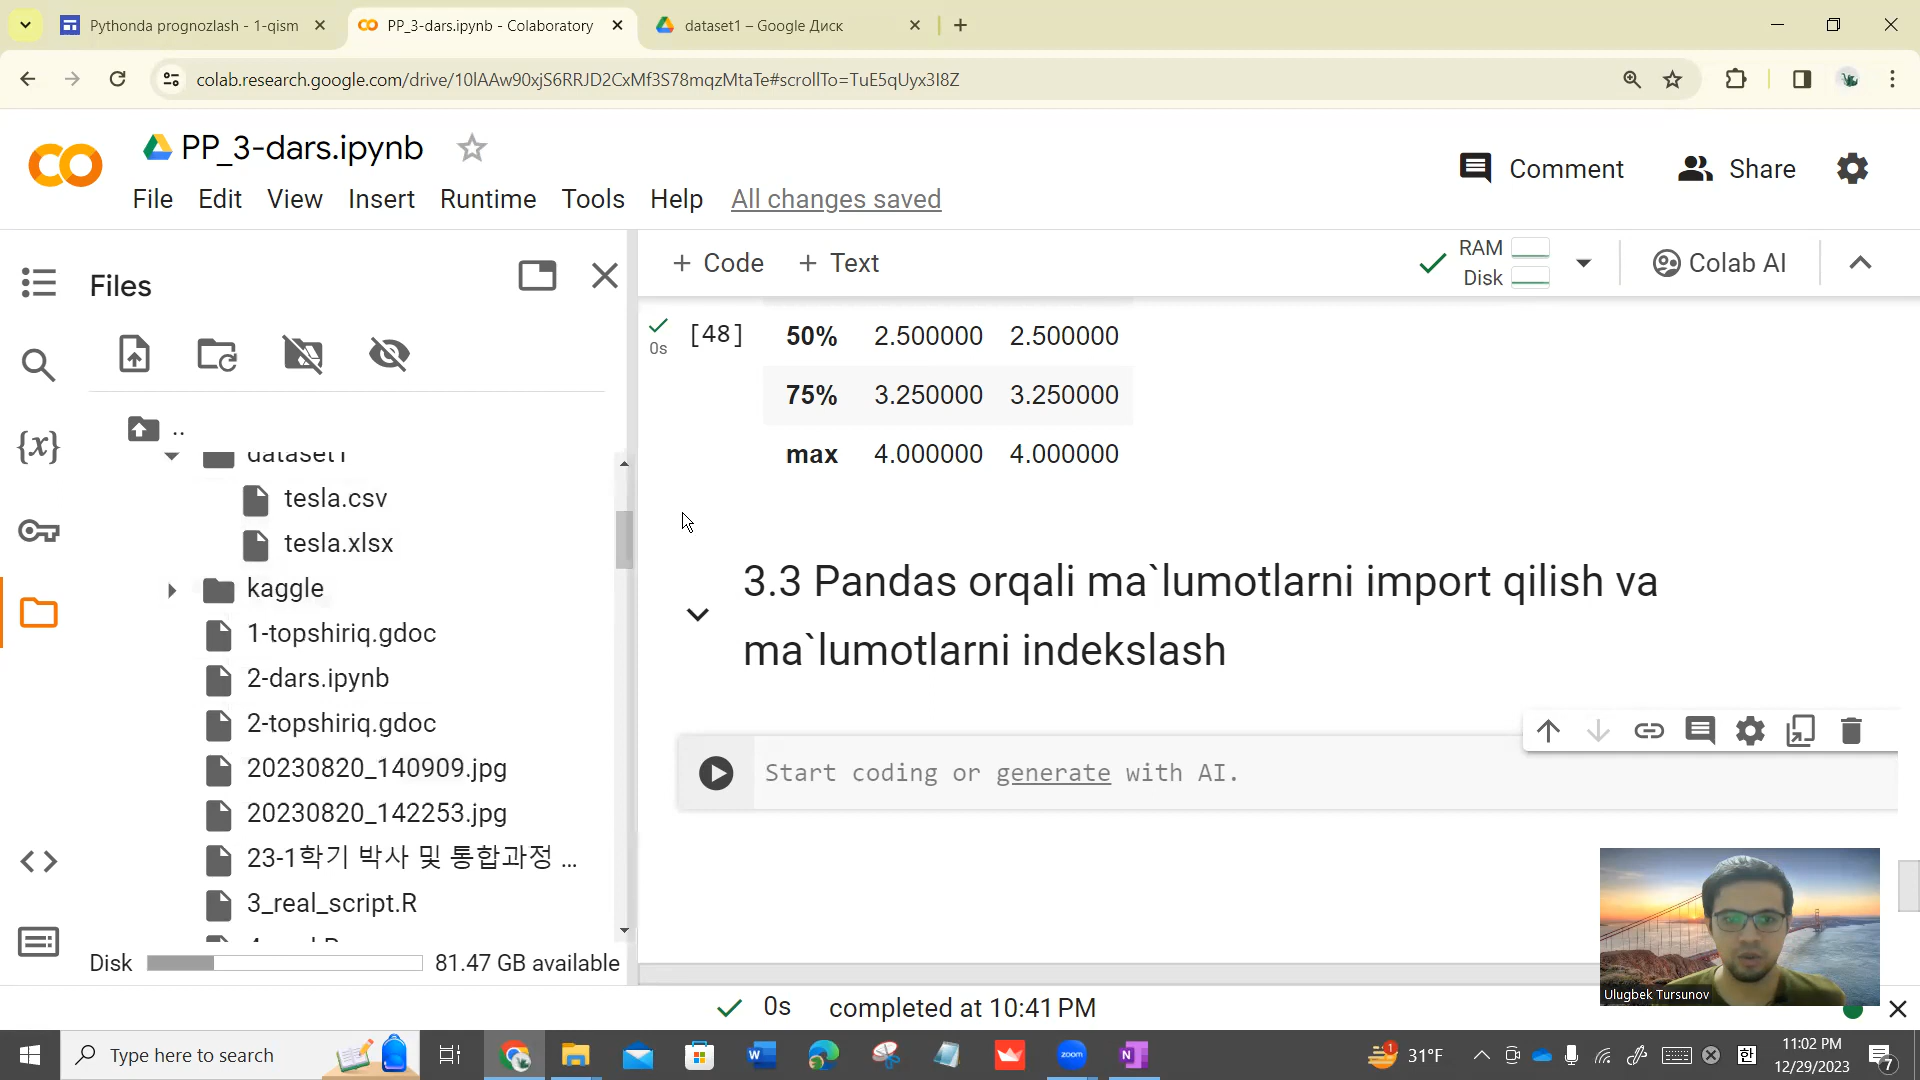 Pythonda prognozlash - 1-qism
PP_3-dars.ipynb - Colaboratory
dataset1 – Google Диск
colab.research.google.com/drive/10lAAw90xjS6RRJD2CxMf3S78mqzMtaTe#scrollTo=TuE5qUyx3I8Z
PP_3-dars.ipynb
Comment
Share
File Edit View Insert Runtime Tools Help All changes saved
Files
+ Code + Text
RAM
Disk
Colab AI
..
dataset1
tesla.csv
tesla.xlsx
kaggle
1-topshiriq.gdoc
2-dars.ipynb
2-topshiriq.gdoc
20230820_140909.jpg
20230820_142253.jpg
23-1학기 박사 및 통합과정 ...
3_real_script.R
Disk 81.47 GB available
0s
[48]
50% 2.500000 2.500000
75% 3.250000 3.250000
max 4.000000 4.000000
3.3 Pandas orqali ma`lumotlarni import qilish va
ma`lumotlarni indekslash
Start coding or generate with AI.
Ulugbek Tursunov
0s completed at 10:41 PM
Type here to search
zoom
1
31°F
한
11:02 PM
12/29/2023
7